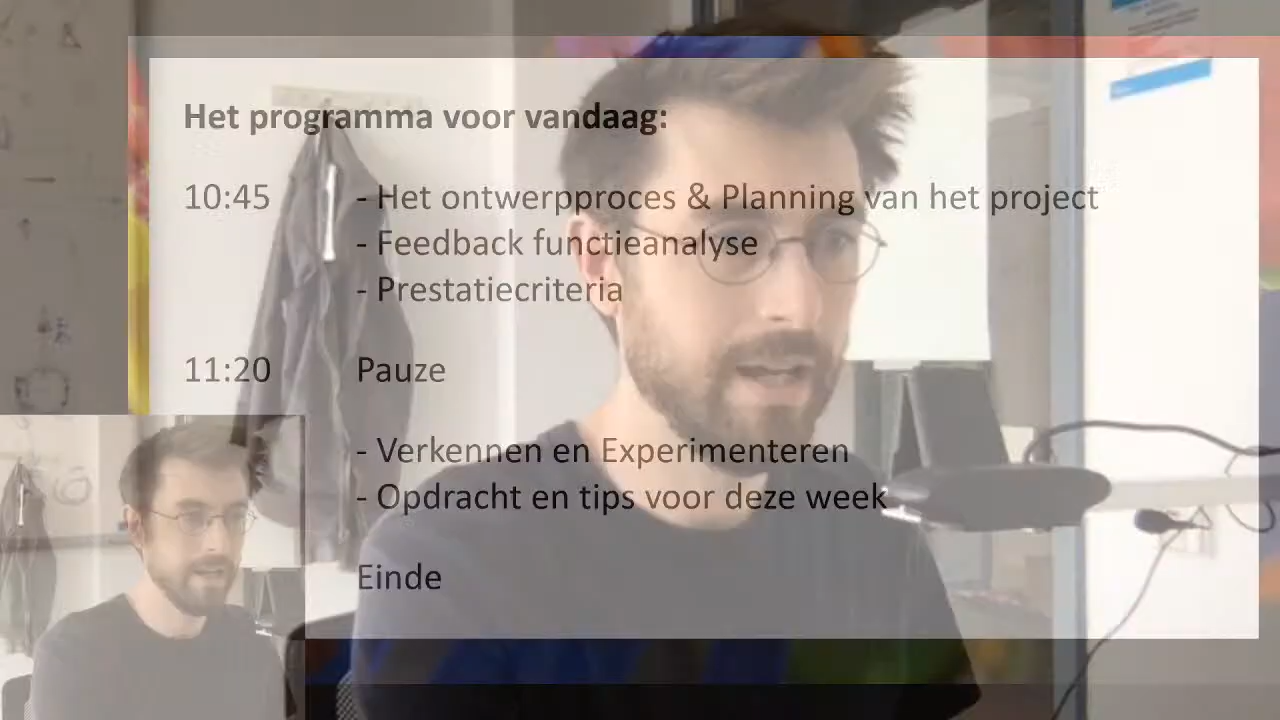 Het programma voor vandaag:
10:45 - Het ontwerpproces & Planning van het project
- Feedback functieanalyse
- Prestatiecriteria
11:20 Pauze
- Verkennen en Experimenteren
- Opdracht en tips voor deze week
Einde